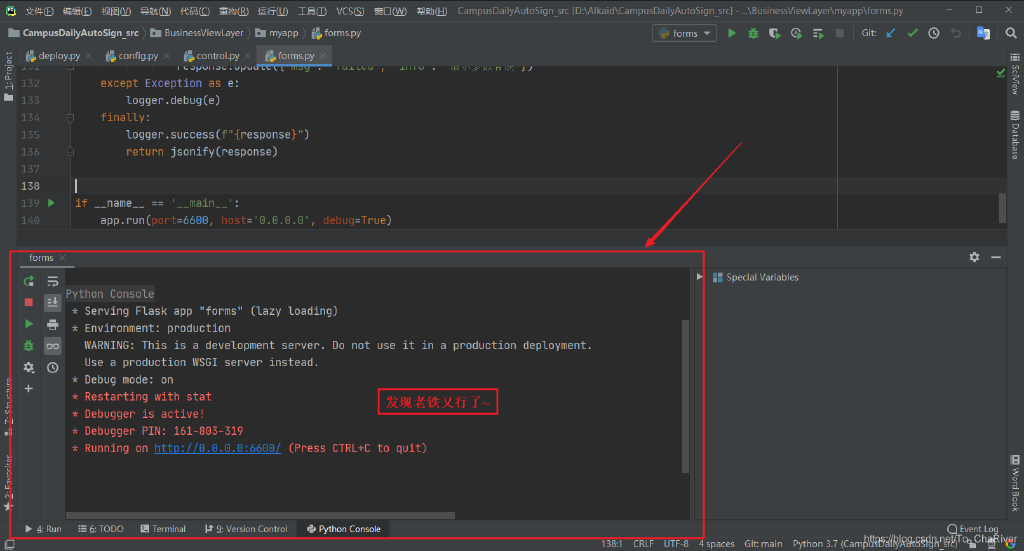 文件(F) 编辑(E) 视图(V) 导航(N) 代码(C) 重构(R) 运行(U) 工具(T) VCS(S) 窗口(W) 帮助(H) CampusDailyAutoSign_src [D:\Alkaid\CampusDailyAutoSign_src] - ...\BusinessViewLayer\myapp\forms.py
CampusDailyAutoSign_src BusinessViewLayer myapp forms.py forms Git:
deploy.py config.py control.py forms.py
1: Project
SciView
Database
132 except Exception as e:
133 logger.debug(e)
134 finally:
135 logger.success(f"{response}")
136 return jsonify(response)
137
138
139 if __name__ == '__main__':
140 app.run(port=6600, host='0.0.0.0', debug=True)
forms
Special Variables
Python Console
* Serving Flask app "forms" (lazy loading)
* Environment: production
WARNING: This is a development server. Do not use it in a production deployment.
Use a production WSGI server instead.
* Debug mode: on
* Restarting with stat
* Debugger is active!
* Debugger PIN: 161-803-319
* Running on http://0.0.0.0:6600/ (Press CTRL+C to quit)
发现老铁又行了~
7: Structure
2: Favorites
Word Book
4: Run 6: TODO Terminal 9: Version Control Python Console Event Log
https://blog.csdn.net/To_ChaRiver
138:1 CRLF UTF-8 4 spaces Git: main Python 3.7 (CampusDailyAutoSign_src)